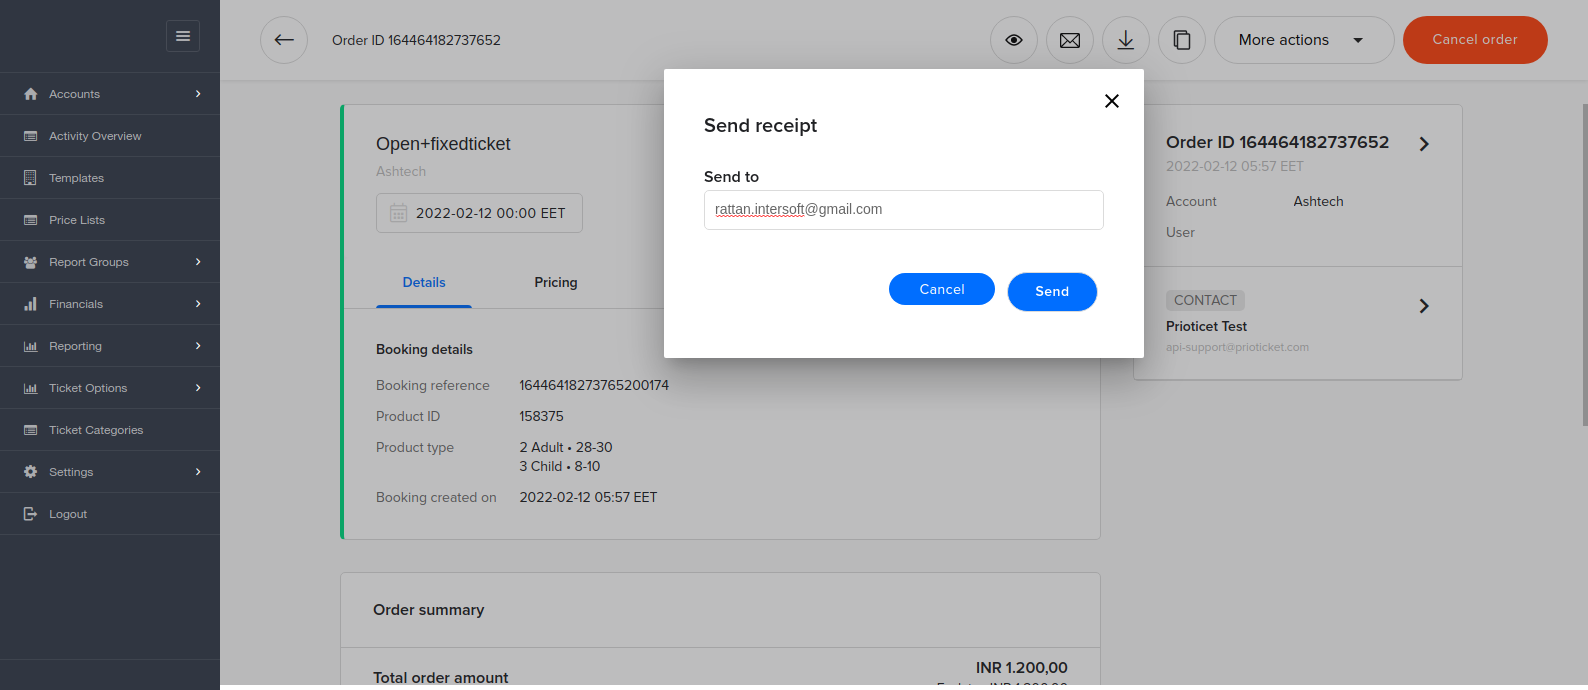 Accounts
Activity Overview
Templates
Price Lists
Report Groups
Financials
Reporting
Ticket Options
Ticket Categories
Settings
Logout
Order ID 164464182737652
More actions
Cancel order
Send receipt
Send to
rattan.intersoft@gmail.com
Cancel
Send
Open+fixedticket
Ashtech
2022-02-12 00:00 EET
Details
Pricing
Booking details
Booking reference 16446418273765200174
Product ID 158375
Product type 2 Adult • 28-30
3 Child • 8-10
Booking created on 2022-02-12 05:57 EET
Order summary
Total order amount INR 1.200,00
Order ID 164464182737652
2022-02-12 05:57 EET
Account Ashtech
User
CONTACT
Prioticet Test
api-support@prioticket.com